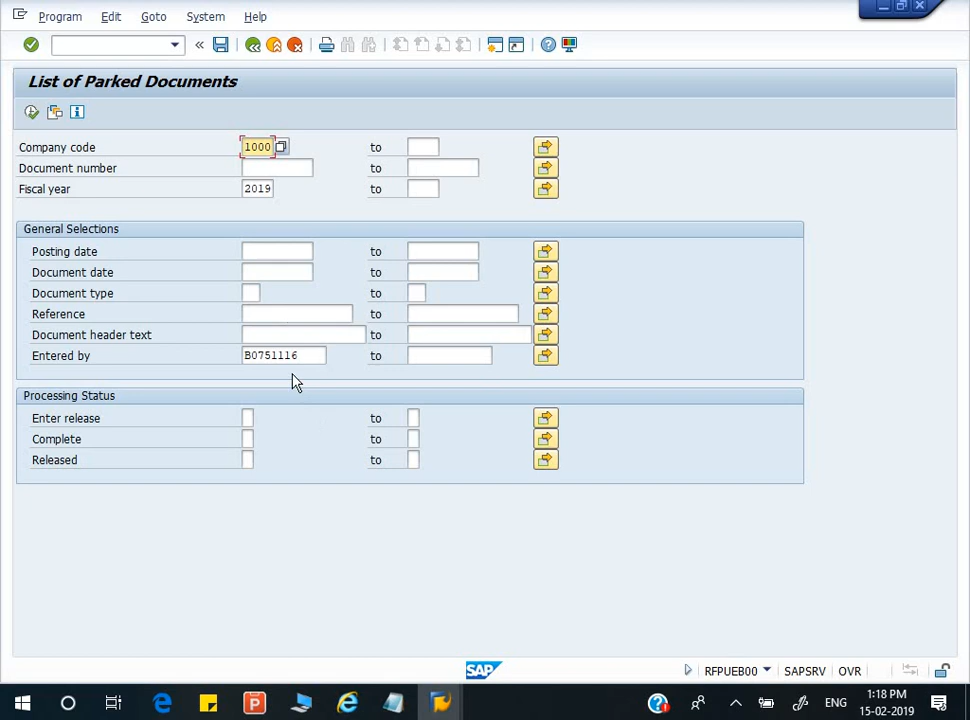 Program Edit Goto System Help
List of Parked Documents
Company code 1000 to
Document number to
Fiscal year 2019 to
General Selections
Posting date to
Document date to
Document type to
Reference to
Document header text to
Entered by B0751116 to
Processing Status
Enter release to
Complete to
Released to
SAP RFPUEB00 SAPSRV OVR
ENG 1:18 PM
15-02-2019